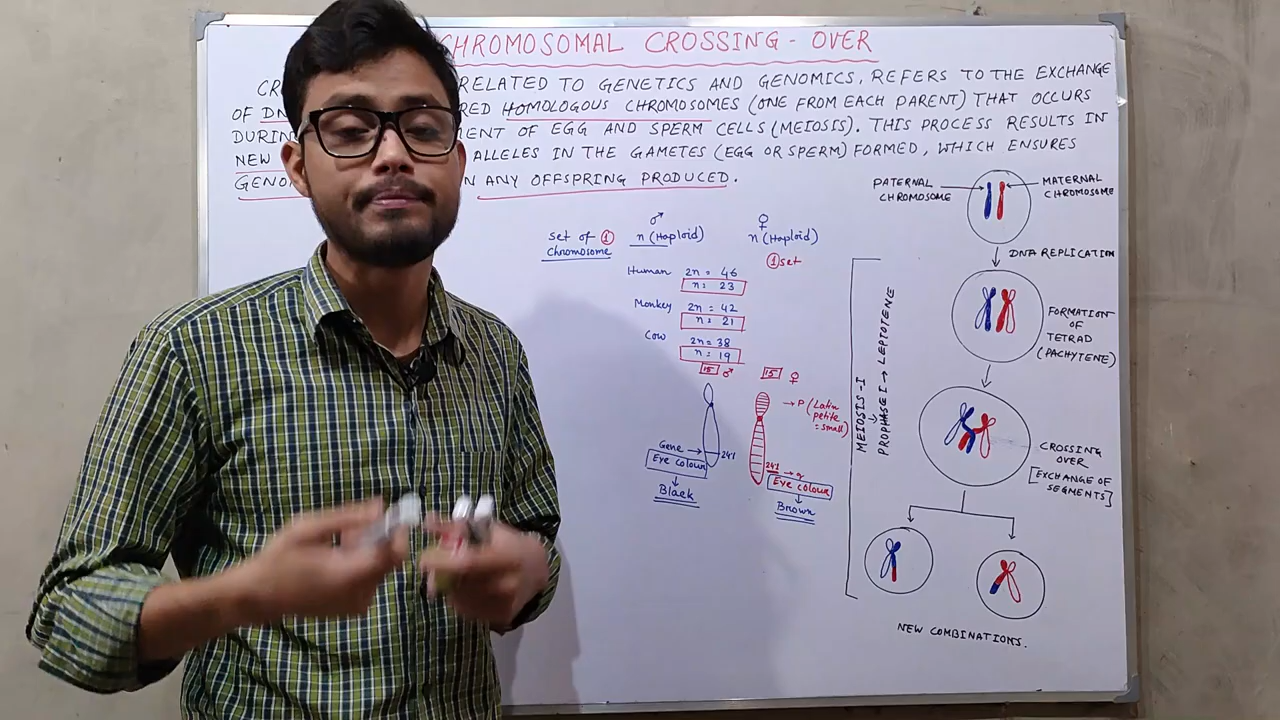 CHROMOSOMAL CROSSING-OVER
RELATED TO GENETICS AND GENOMICS, REFERS TO THE EXCHANGE
OF HOMOLOGOUS CHROMOSOMES (ONE FROM EACH PARENT) THAT OCCURS
OF EGG AND SPERM CELLS (MEIOSIS). THIS PROCESS RESULTS IN
NEW ALLELES IN THE GAMETES (EGG OR SPERM) FORMED, WHICH ENSURES
IN ANY OFFSPRING PRODUCED.
PATERNAL CHROMOSOME
MATERNAL CHROMOSOME
DNA REPLICATION
FORMATION
OF
TETRAD
(PACHYTENE)
CROSSING
OVER
[EXCHANGE OF
SEGMENTS]
NEW COMBINATIONS.
MEIOSIS-I
↓
PROPHASE I → LEPTOTENE
set of ① chromosome
♂
n (Haploid)
♀
n (Haploid)
① set
Human 2n = 46
n = 23
Monkey 2n = 42
n = 21
Cow 2n = 38
n = 19
15 ♂
15 ♀
→ P (Latin
petite
= small)
Gene →
Eye colour
241
↓
Black
241 → q
Eye colour
↓
Brown